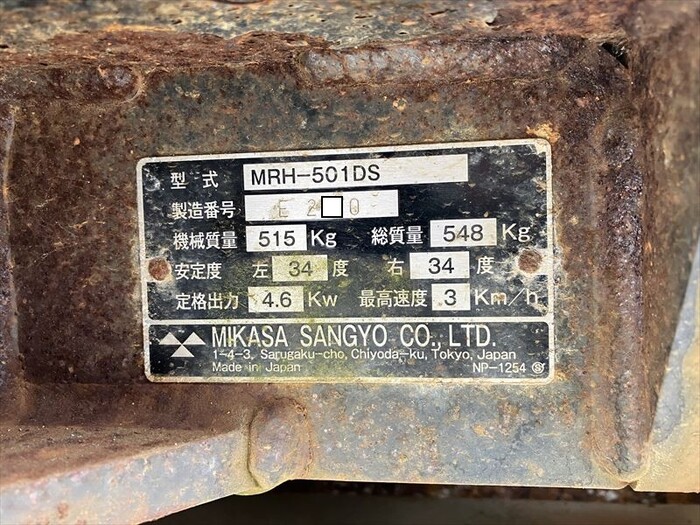 型式 MRH-501DS
製造番号 E 2□0
機械質量 515 Kg 総質量 548 Kg
安定度 左 34 度 右 34 度
定格出力 4.6 Kw 最高速度 3 Km/h
MIKASA SANGYO CO., LTD.
1-4-3, Sarugaku-cho, Chiyoda-ku, Tokyo, Japan
Made in Japan NP-1254 Ⓢ